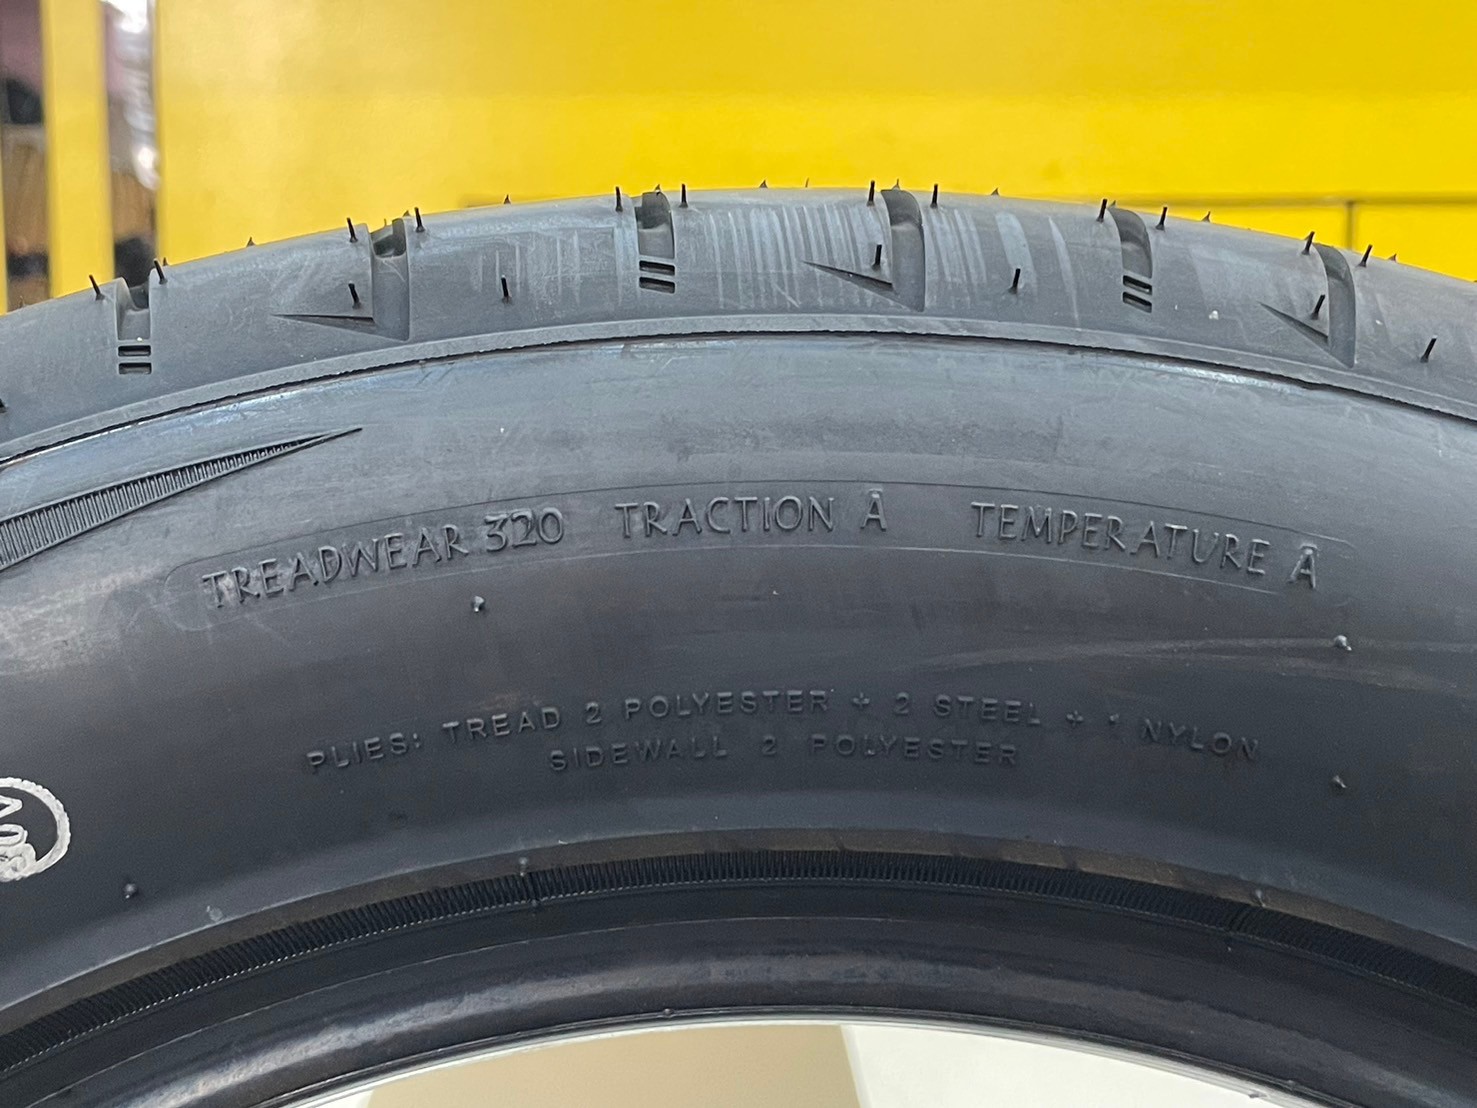 TREADWEAR 320 TRACTION A TEMPERATURE A
PLIES: TREAD 2 POLYESTER + 2 STEEL + 1 NYLON
SIDEWALL 2 POLYESTER